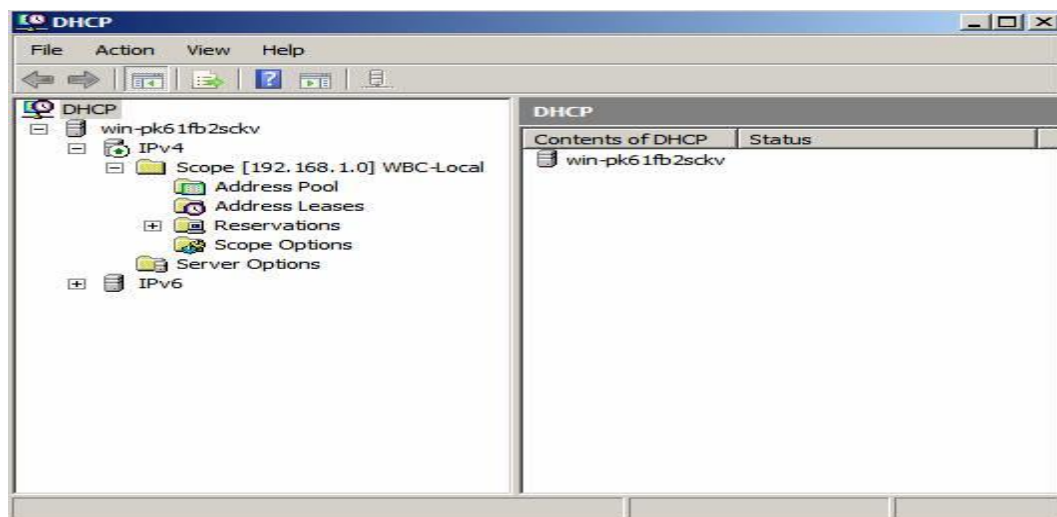 DHCP
File Action View Help
DHCP
win-pk61fb2sckv
IPv4
Scope [192.168.1.0] WBC-Local
Address Pool
Address Leases
Reservations
Scope Options
Server Options
IPv6
DHCP
Contents of DHCP Status
win-pk61fb2sckv